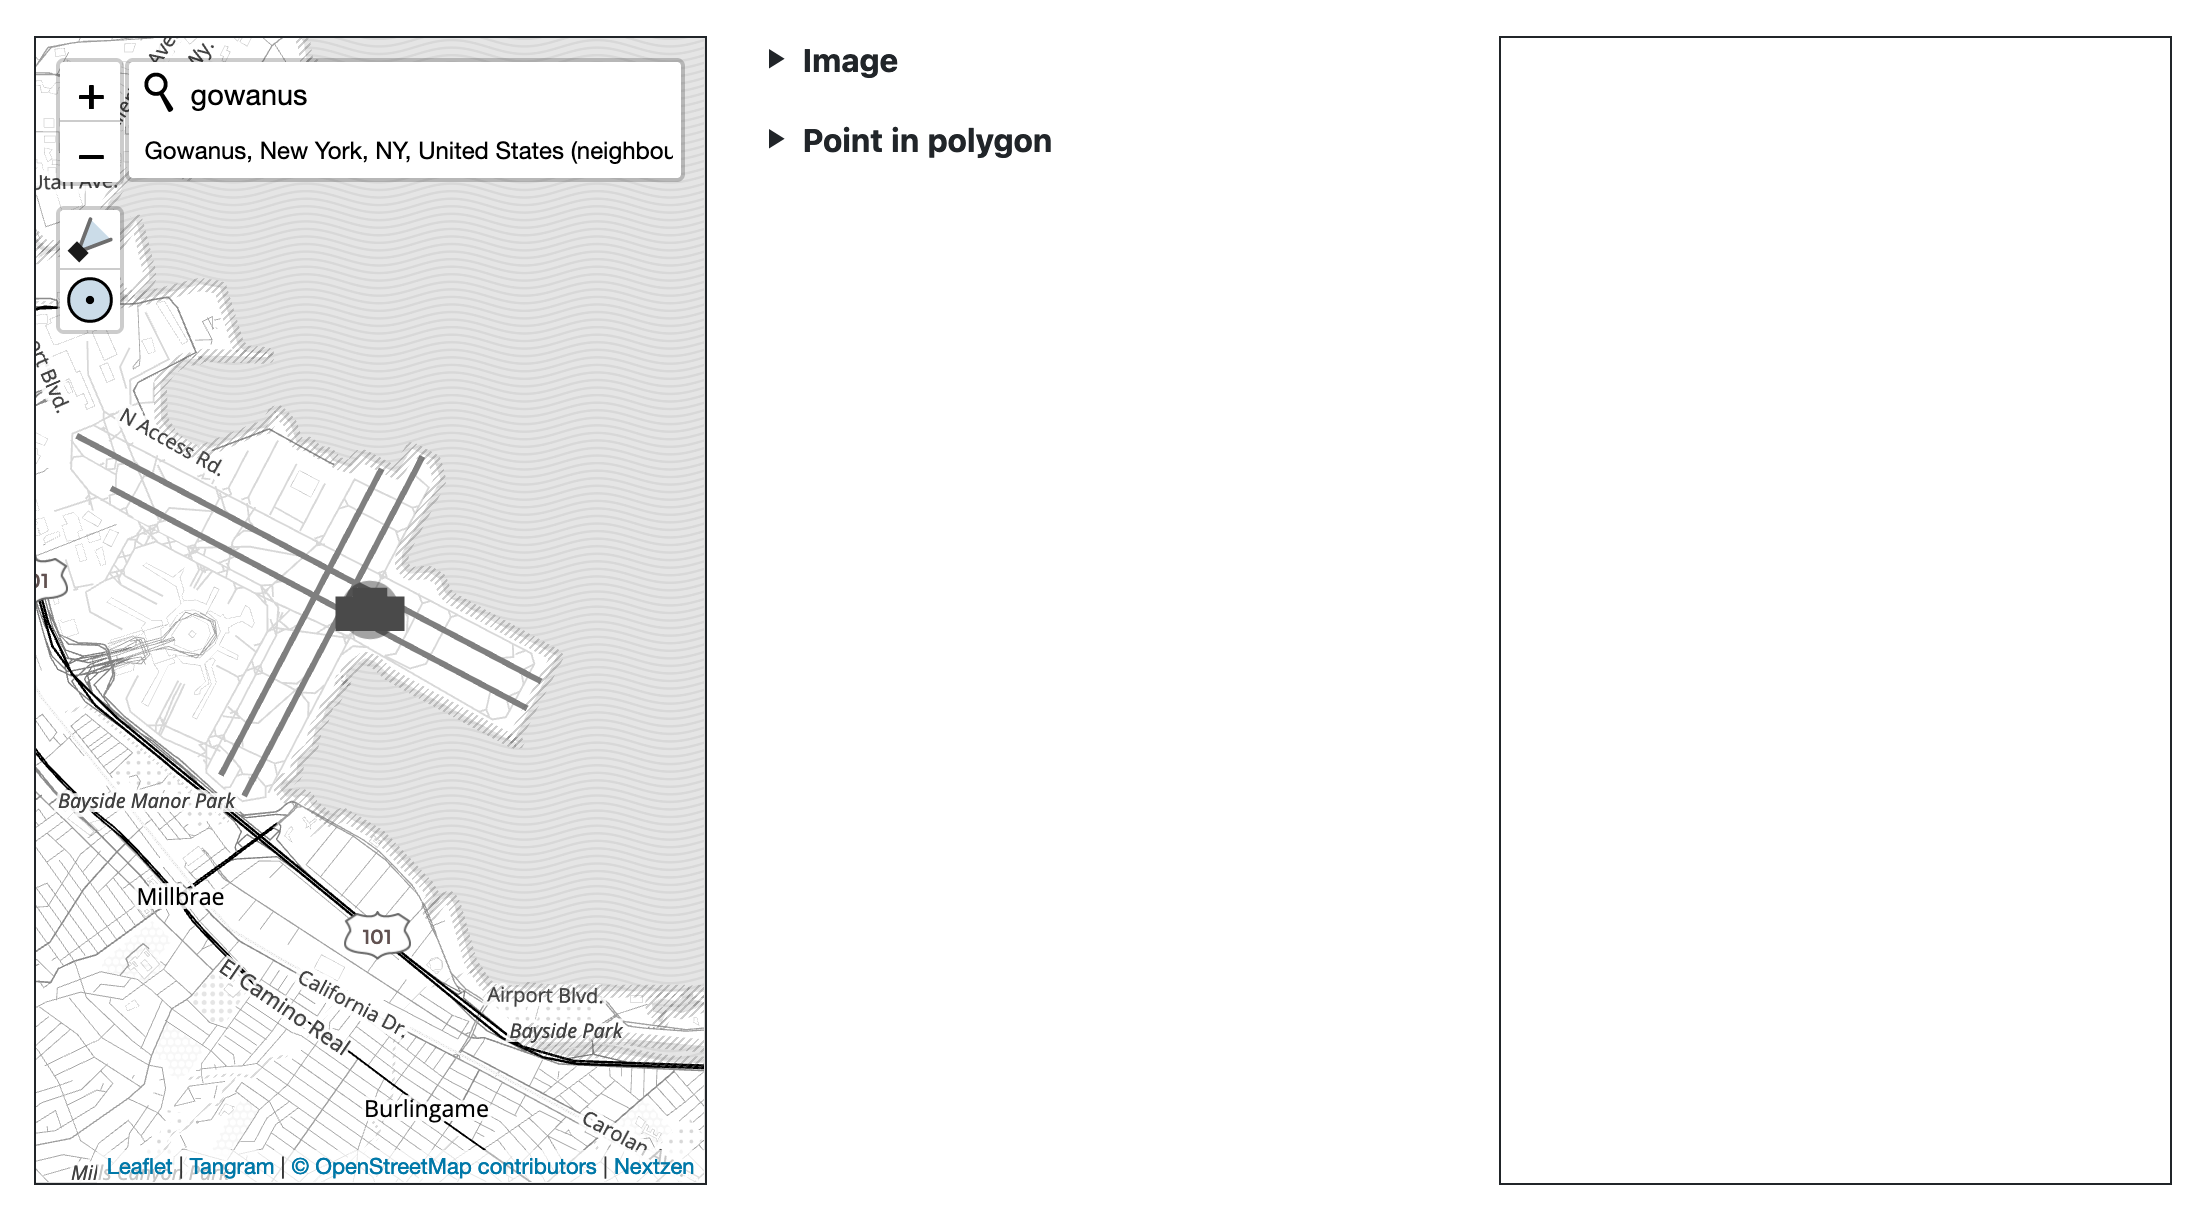 Ave
Ny.
+
gowanus
−
Gowanus, New York, NY, United States (neighbou
Utah Ave.
ort Blvd.
N Access Rd.
01
Bayside Manor Park
Millbrae
101
El Camino Real
California Dr.
Airport Blvd.
Bayside Park
Burlingame
Carolan Av
Mills Canyon Park
Leaflet | Tangram | © OpenStreetMap contributors | Nextzen
Image
Point in polygon